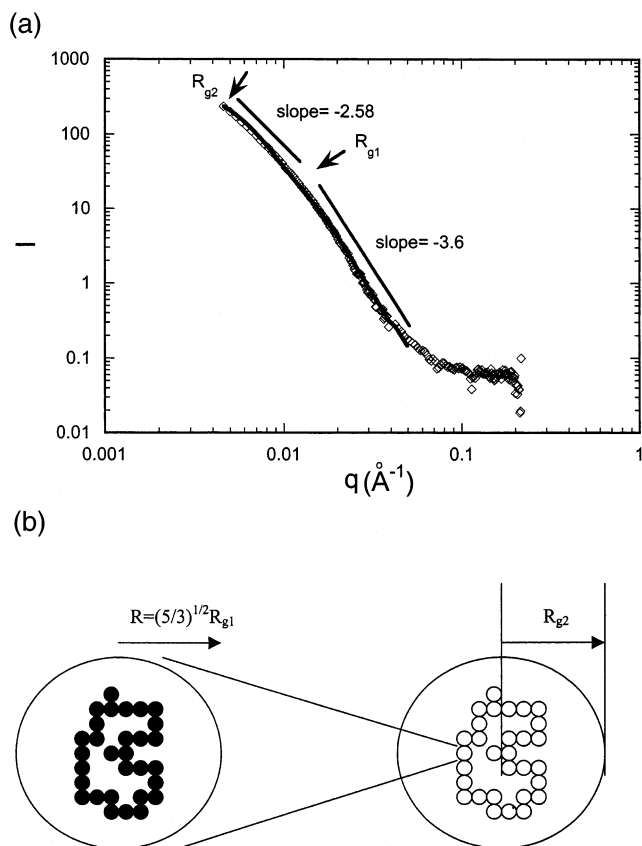 (a)
1000
100
10
1
0.1
0.01
I
R_g2
slope= -2.58
R_g1
slope= -3.6
0.001
0.01
0.1
1
q (Å⁻¹)
(b)
R=(5/3)^1/2 R_g1
R_g2